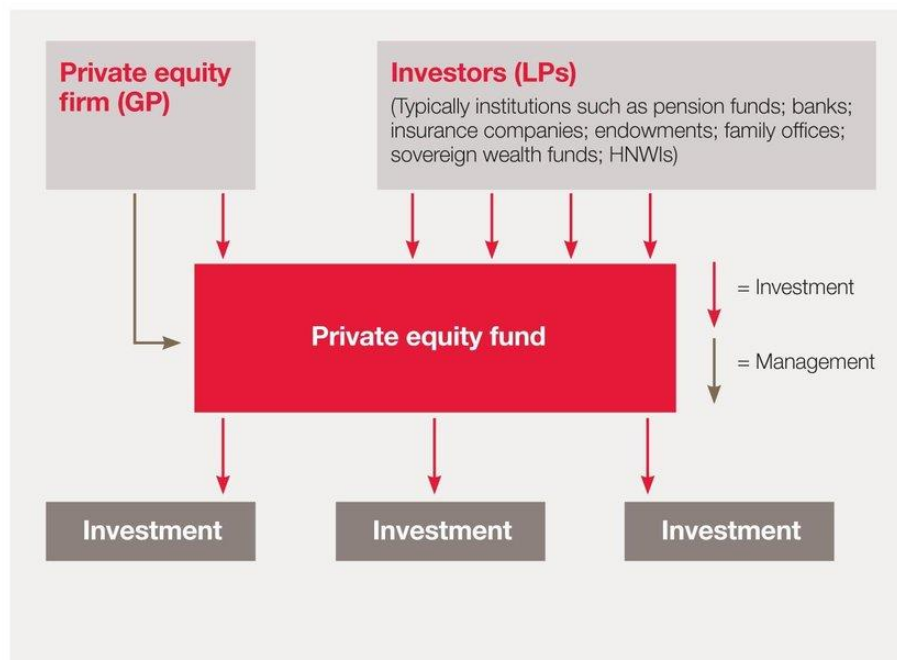 Private equity
firm (GP)
Investors (LPs)
(Typically institutions such as pension funds; banks;
insurance companies; endowments; family offices;
sovereign wealth funds; HNWIs)
Private equity fund
= Investment
= Management
Investment
Investment
Investment